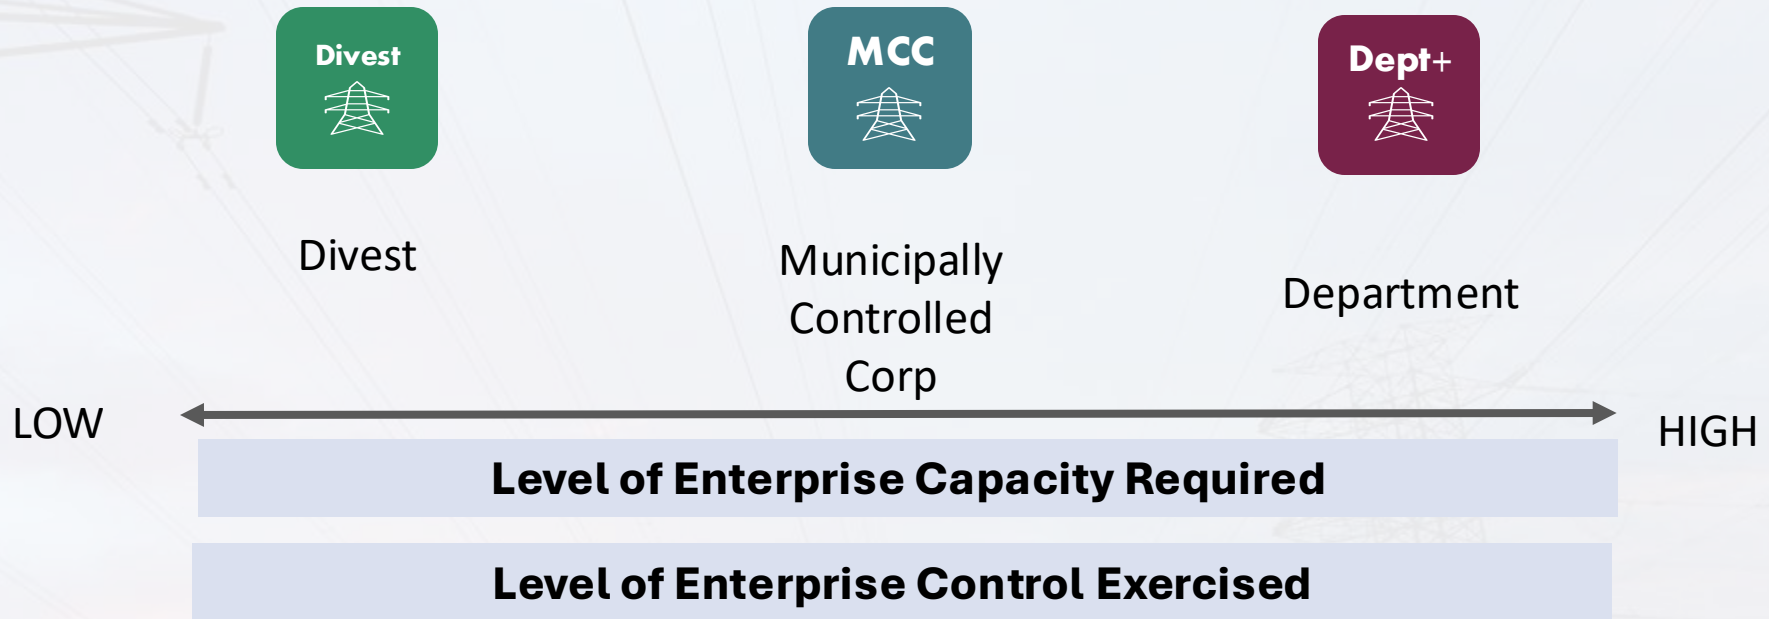 Divest
MCC
Dept+
Divest
Municipally
Controlled
Corp
Department
LOW
HIGH
Level of Enterprise Capacity Required
Level of Enterprise Control Exercised